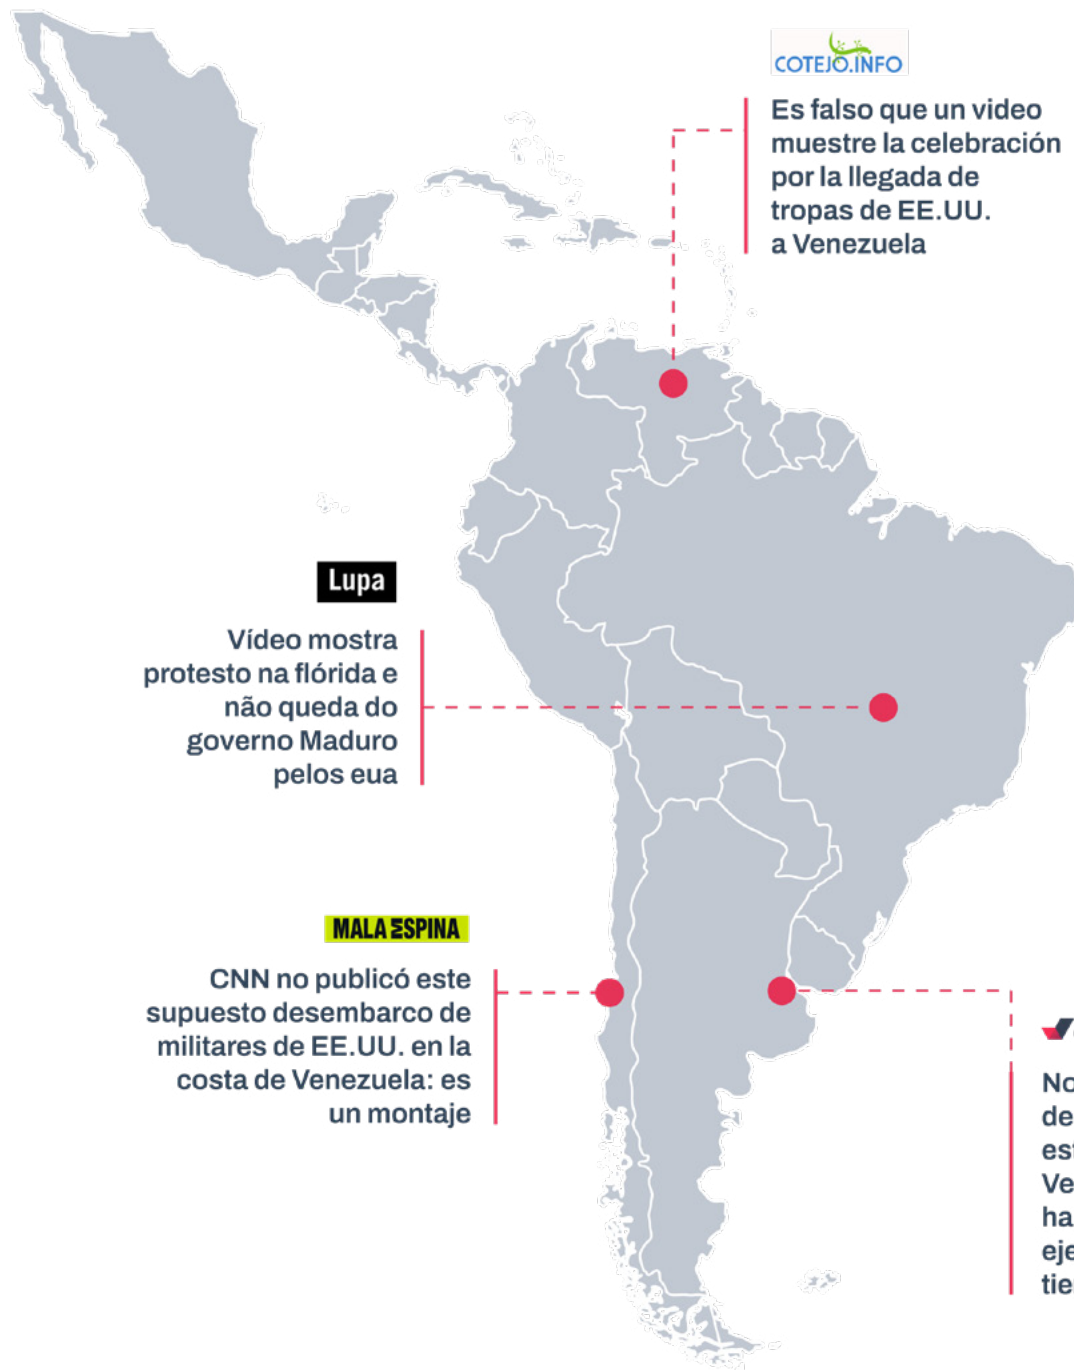 COTEJO.INFO
Es falso que un video
muestre la celebración
por la llegada de
tropas de EE.UU.
a Venezuela
Lupa
Vídeo mostra
protesto na flórida e
não queda do
governo Maduro
pelos eua
MALA ESPINA
CNN no publicó este
supuesto desembarco de
militares de EE.UU. en la
costa de Venezuela: es
un montaje
No
de